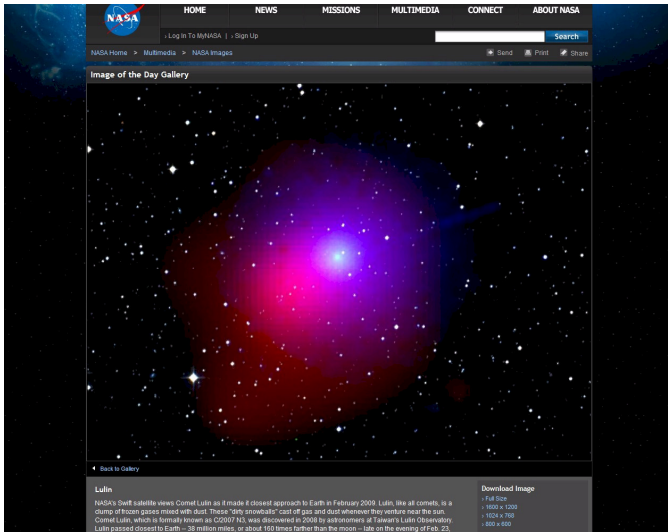 NASA
HOME NEWS MISSIONS MULTIMEDIA CONNECT ABOUT NASA
› Log In To MyNASA | › Sign Up Search
NASA Home > Multimedia > NASA Images Send Print Share
Image of the Day Gallery
Back to Gallery
Lulin
NASA's Swift satellite views Comet Lulin as it made it closest approach to Earth in February 2009. Lulin, like all comets, is a
clump of frozen gases mixed with dust. These "dirty snowballs" cast off gas and dust whenever they venture near the sun.
Comet Lulin, which is formally known as C/2007 N3, was discovered in 2008 by astronomers at Taiwan's Lulin Observatory.
Lulin passed closest to Earth -- 38 million miles, or about 160 times farther than the moon -- late on the evening of Feb. 23,
Download Image
› Full Size
› 1600 x 1200
› 1024 x 768
› 800 x 600